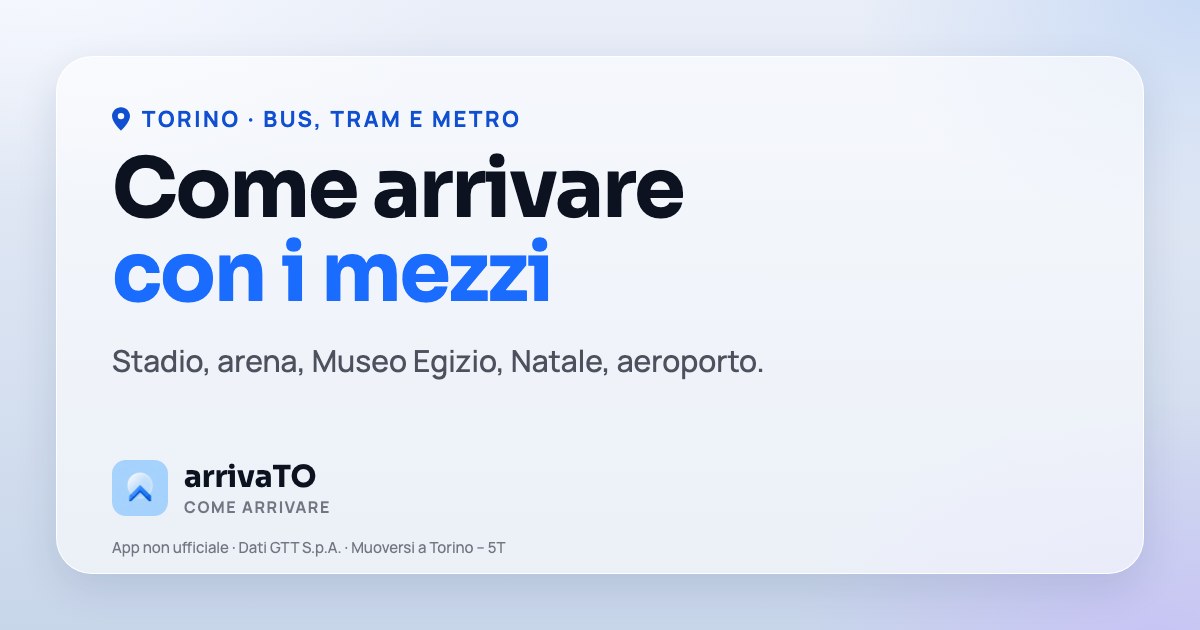 TORINO · BUS, TRAM E METRO
Come arrivare
con i mezzi
Stadio, arena, Museo Egizio, Natale, aeroporto.
arrivaTO
COME ARRIVARE
App non ufficiale · Dati GTT S.p.A. · Muoversi a Torino – 5T